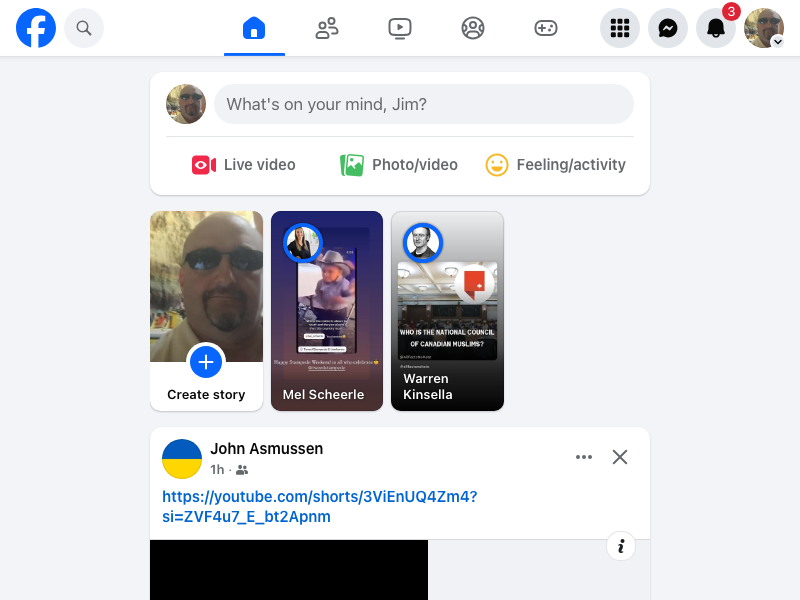 3
What's on your mind, Jim?
Live video
Photo/video
Feeling/activity
Create story
Mel Scheerle
WHO IS THE NATIONAL COUNCIL
OF CANADIAN MUSLIMS?
Warren
Kinsella
John Asmussen
1h ·
https://youtube.com/shorts/3ViEnUQ4Zm4?
si=ZVF4u7_E_bt2Apnm